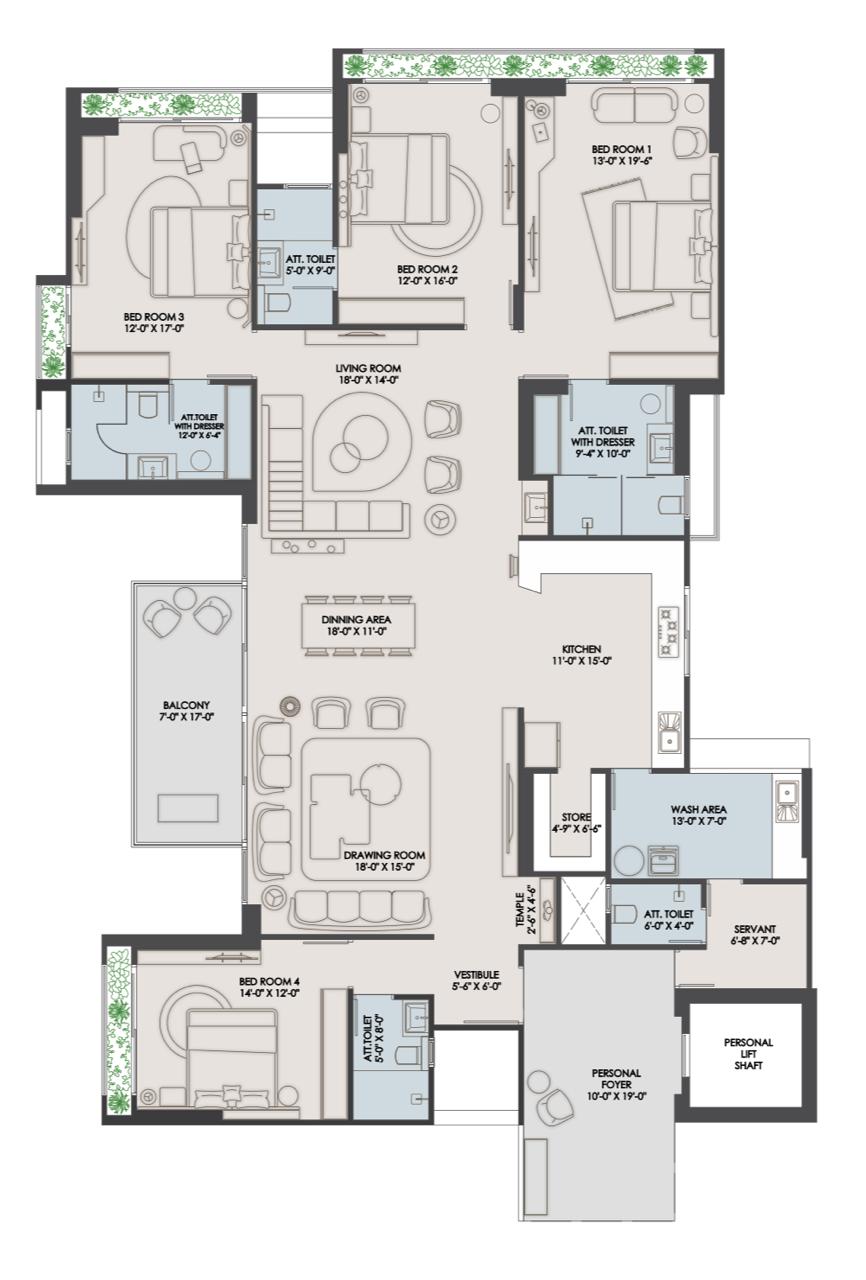 BED ROOM 1
13'-0" X 19'-6"
BED ROOM 2
12'-0" X 16'-0"
ATT. TOILET
5'-0" X 9'-0"
BED ROOM 3
12'-0" X 17'-0"
LIVING ROOM
18'-0" X 14'-0"
ATT.TOILET
WITH DRESSER
12'-0" X 6'-4"
ATT. TOILET
WITH DRESSER
9'-4" X 10'-0"
DINNING AREA
18'-0" X 11'-0"
KITCHEN
11'-0" X 15'-0"
BALCONY
7'-0" X 17'-0"
WASH AREA
13'-0" X 7'-0"
STORE
4'-9" X 6'-6"
DRAWING ROOM
18'-0" X 15'-0"
TEMPLE
2'-6" X 4'-6"
ATT. TOILET
6'-0" X 4'-0"
SERVANT
6'-8" X 7'-0"
VESTIBULE
5'-6" X 6'-0"
BED ROOM 4
14'-0" X 12'-0"
ATT.TOILET
5'-0" X 8'-0"
PERSONAL
LIFT
SHAFT
PERSONAL
FOYER
10'-0" X 19'-0"